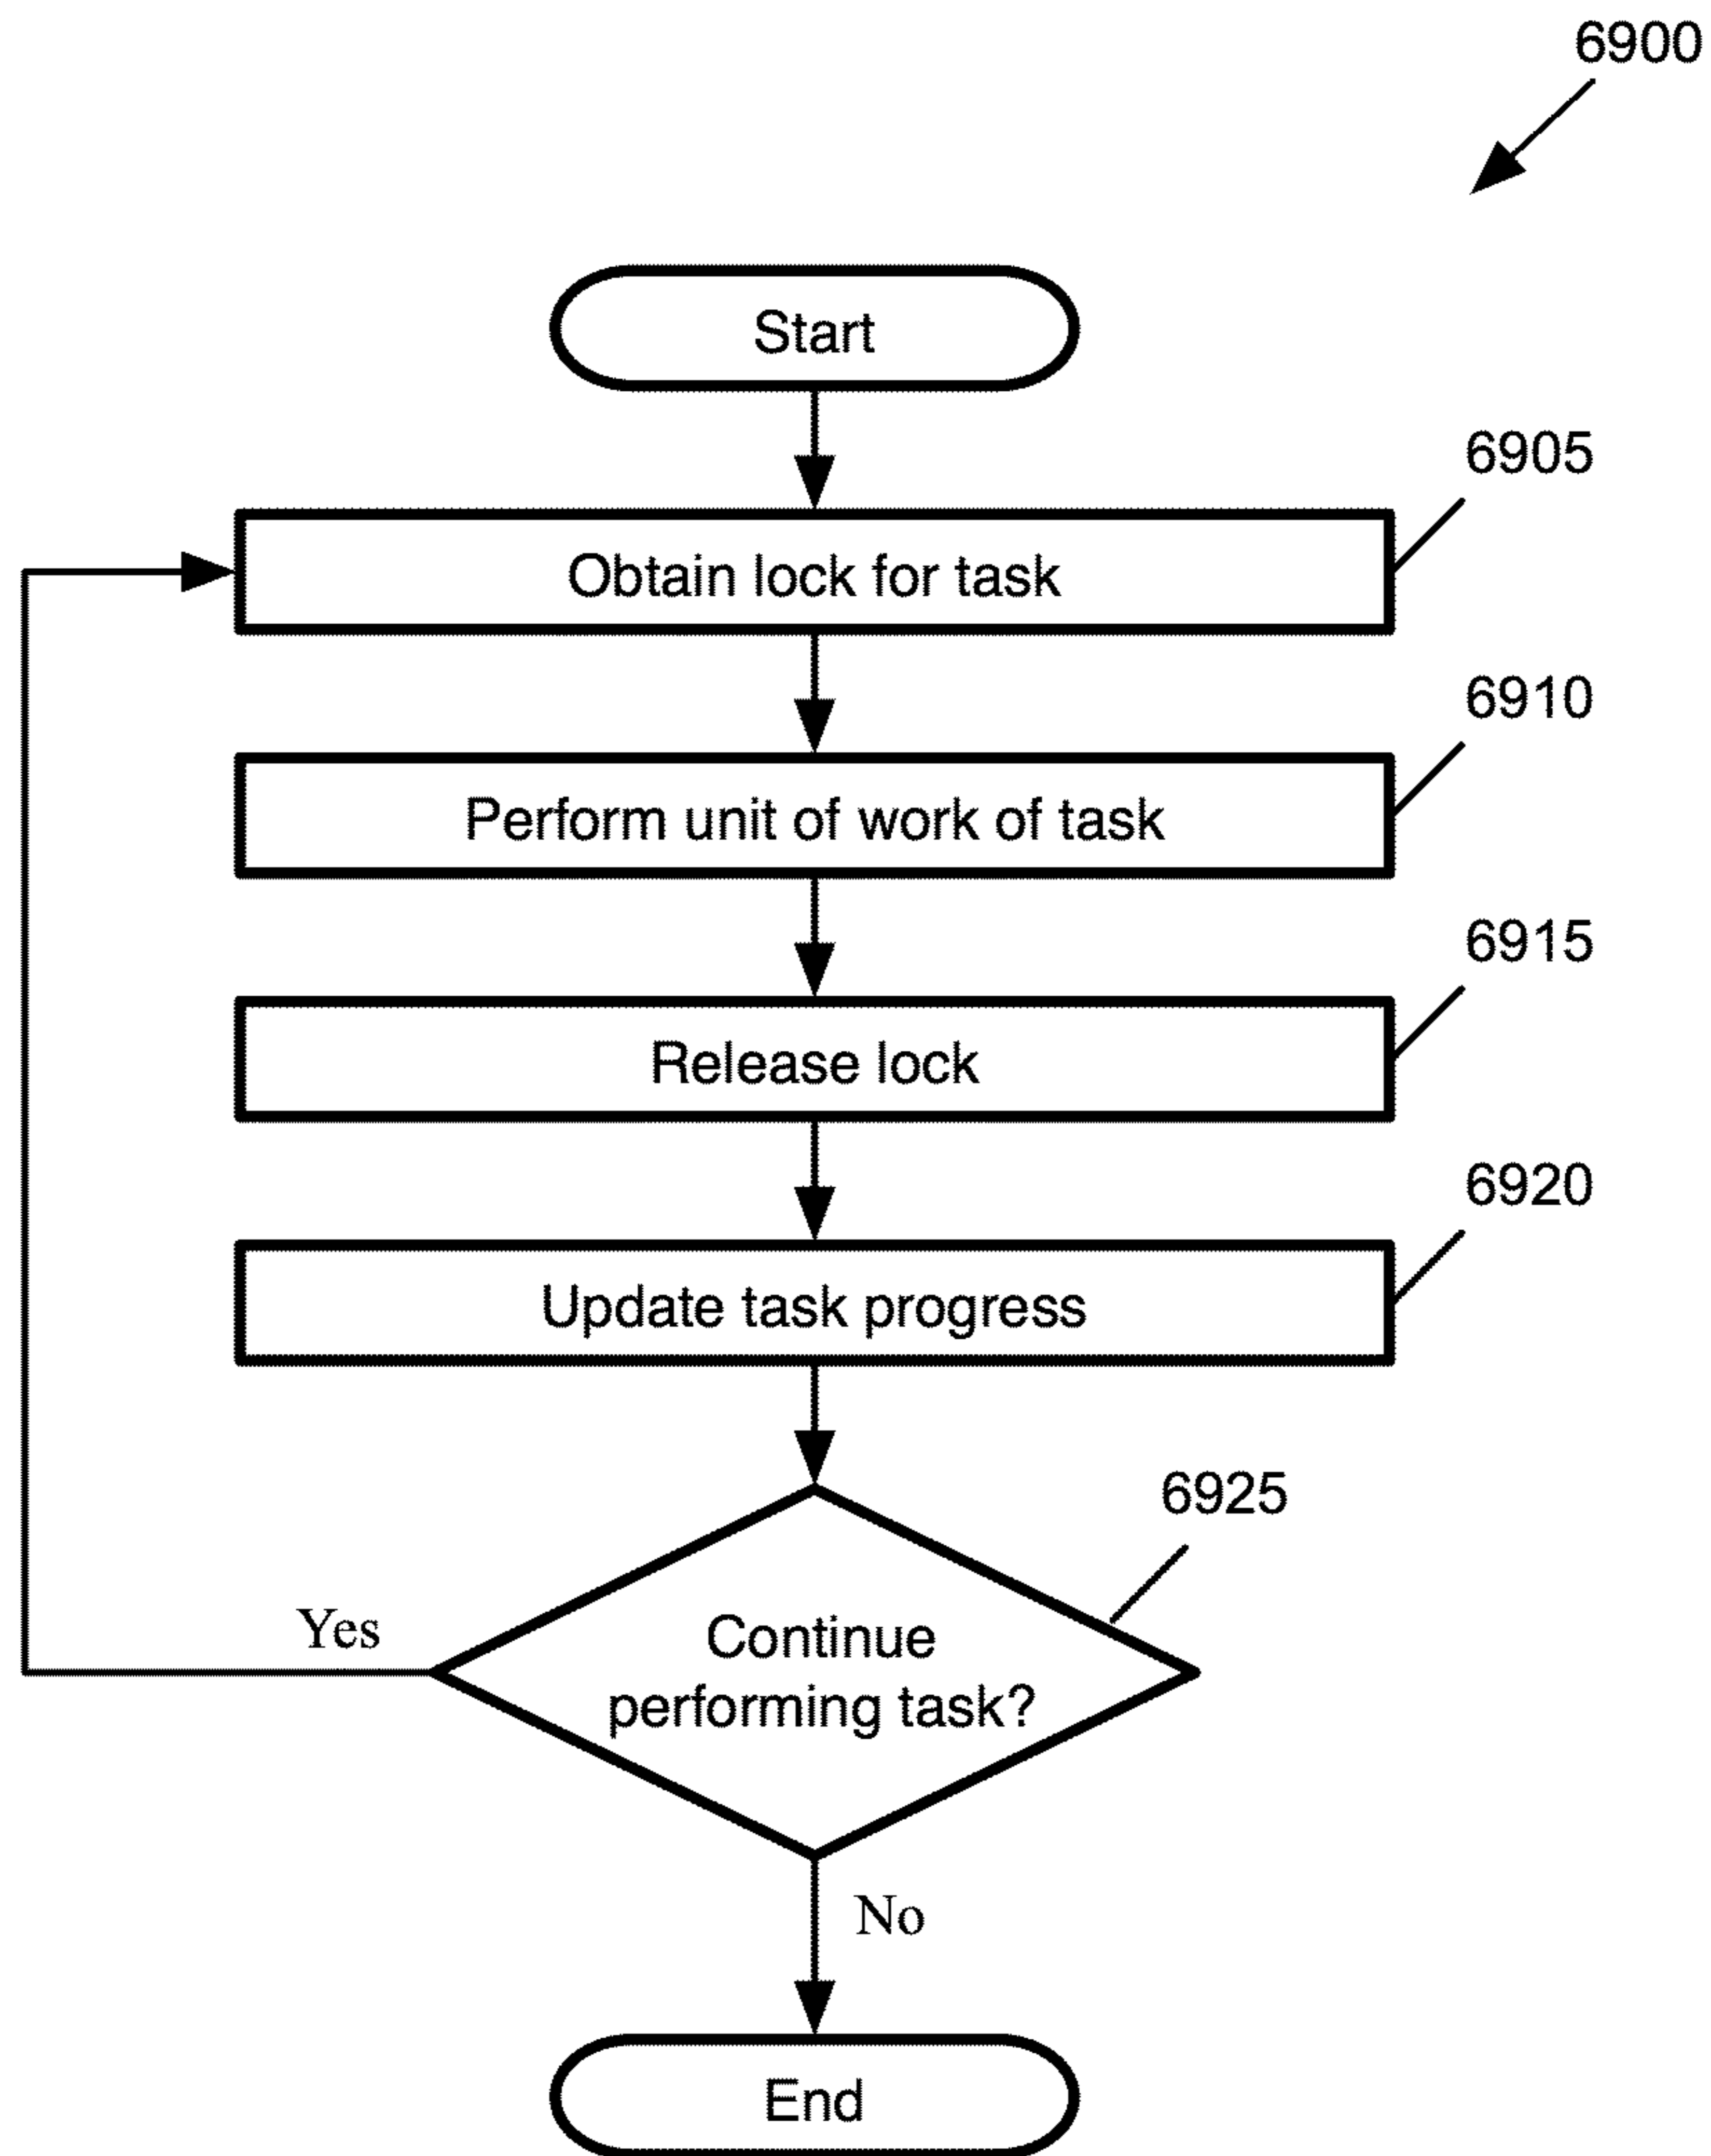 6900
Start
6905
Obtain lock for task
6910
Perform unit of work of task
6915
Release lock
6920
Update task progress
6925
Continue
performing task?
Yes
No
End